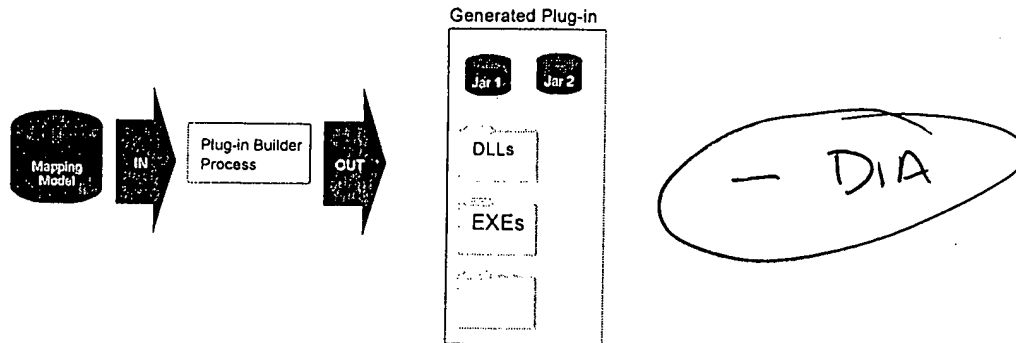 Generated Plug-in
Jar 1
Jar 2
Mapping
Model
IN
Plug-in Builder
Process
OUT
DLLs
EXEs
— DIA